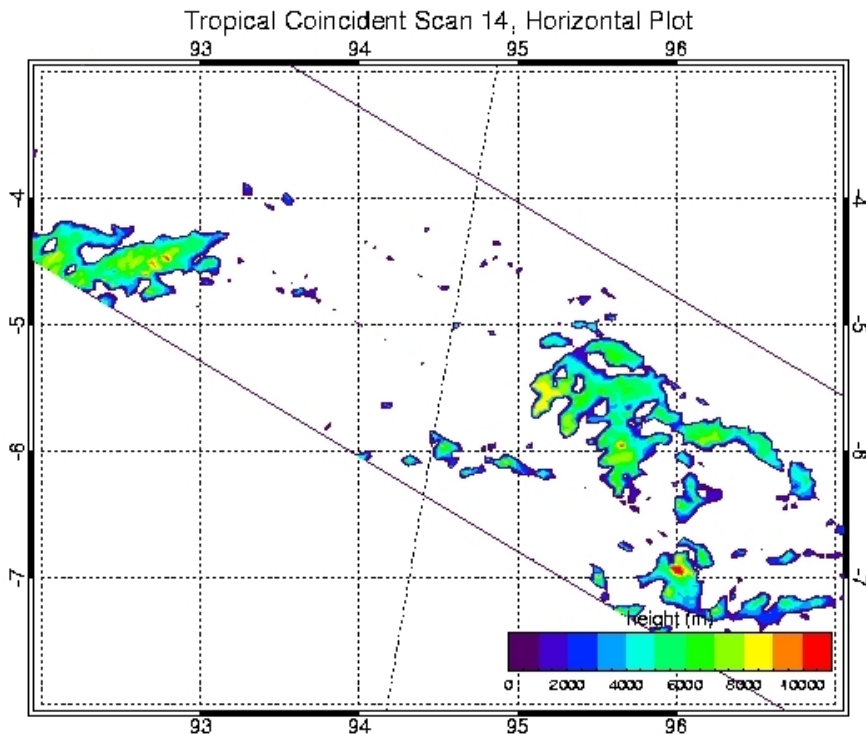 Tropical Coincident Scan 14, Horizontal Plot
93 94 95 96
-4 -4
-5 -5
-6 -6
-7 -7
height (m)
0 2000 4000 6000 8000 10000
93 94 95 96